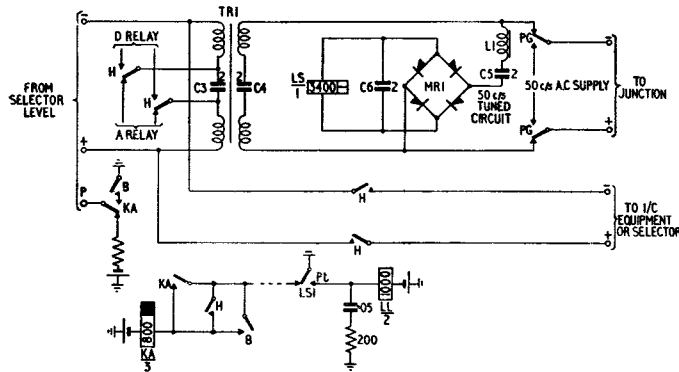 TR1
D RELAY
H
H
A RELAY
FROM
SELECTOR
LEVEL
-
+
P
B
KA
2
C3
2
C4
LS
1
3400
C6
2
MR1
L1
C5
2
50 c/s
TUNED
CIRCUIT
PG
50 c/s A.C SUPPLY
PG
-
+
TO
JUNCTION
H
H
-
+
TO I/C
EQUIPMENT
OR SELECTOR
KA
H
B
800
KA
3
LS1
Pt
1000
LL
2
·05
200